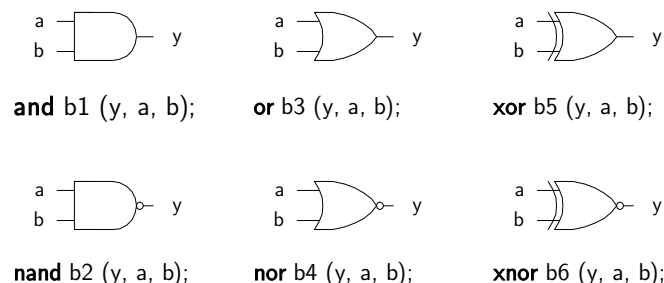 a a a
y y y
b b b
and b1 (y, a, b); or b3 (y, a, b); xor b5 (y, a, b);
a a a
y y y
b b b
nand b2 (y, a, b); nor b4 (y, a, b); xnor b6 (y, a, b);